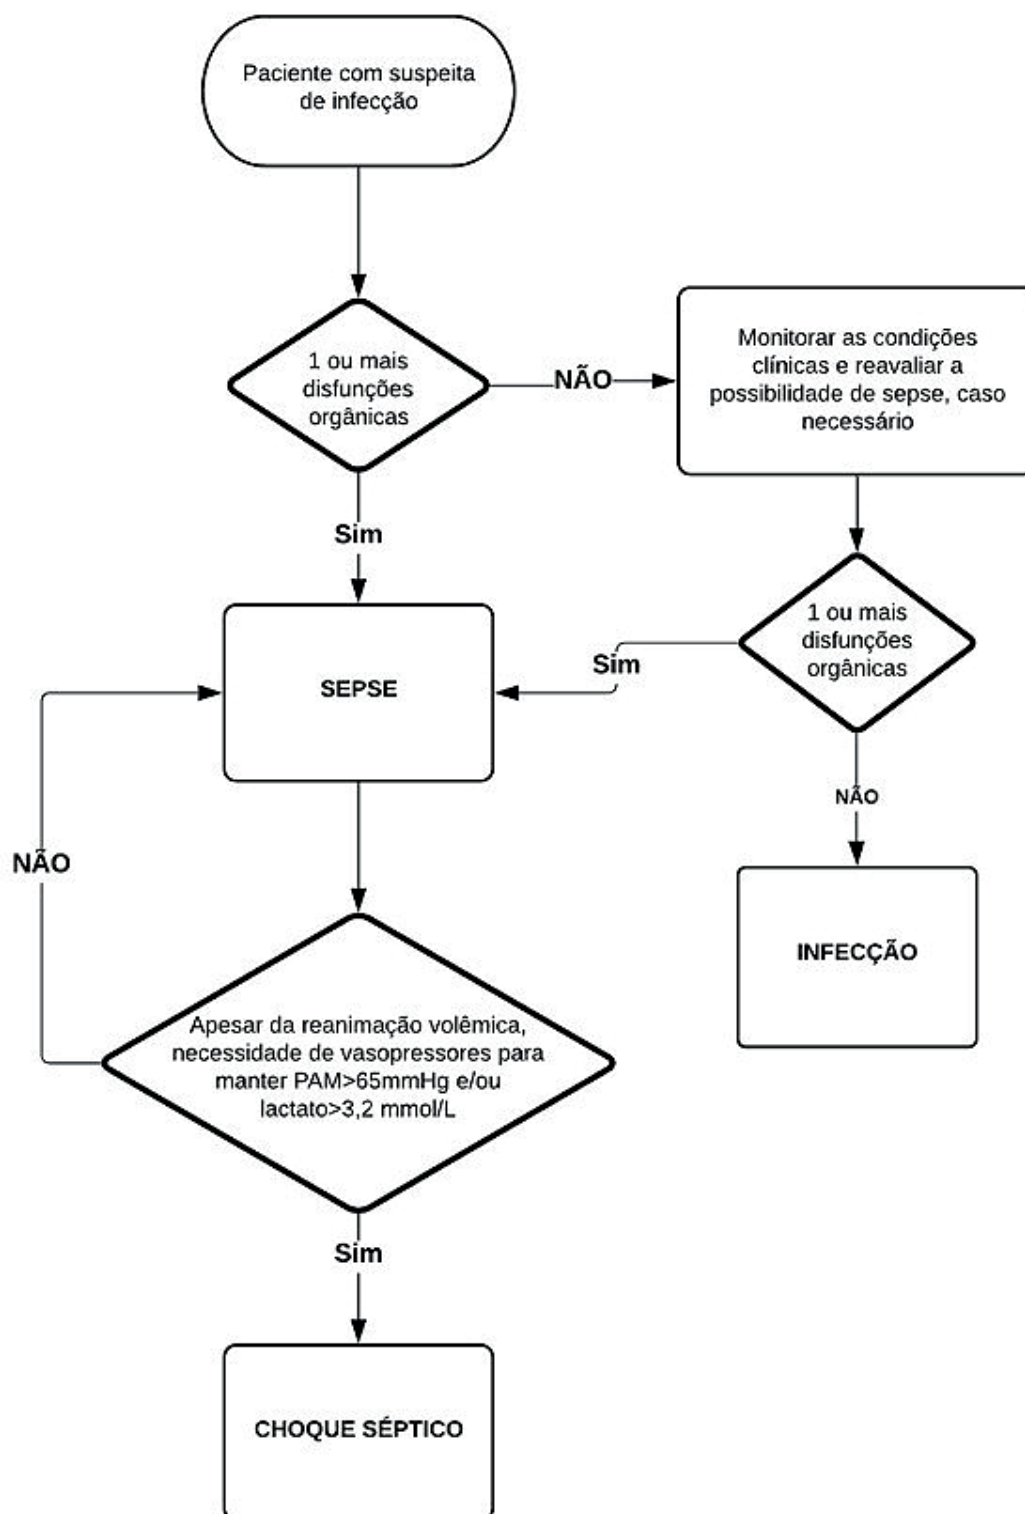 Paciente com suspeita
de infecção
1 ou mais
disfunções
orgânicas
NÃO
Monitorar as condições
clínicas e reavaliar a
possibilidade de sepse, caso
necessário
Sim
1 ou mais
disfunções
orgânicas
Sim
SEPSE
NÃO
INFECÇÃO
NÃO
Apesar da reanimação volêmica,
necessidade de vasopressores para
manter PAM>65mmHg e/ou
lactato>3,2 mmol/L
Sim
CHOQUE SÉPTICO